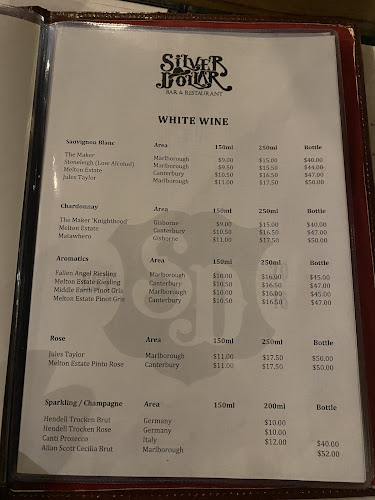 SILVER
DOLLAR
BAR & RESTAURANT
WHITE WINE
Sauvignon Blanc Area 150ml 250ml Bottle
The Maker Marlborough $9.00 $15.00 $40.00
Stoneleigh (Low Alcohol) Marlborough $9.50 $15.50 $44.00
Melton Estate Canterbury $10.50 $16.50 $47.00
Jules Taylor Marlborough $11.00 $17.50 $50.00
Chardonnay Area 150ml 250ml Bottle
The Maker 'Knighthood' Gisborne $9.00 $15.00 $40.00
Melton Estate Canterbury $10.50 $16.50 $47.00
Matawhero Gisborne $11.00 $17.50 $50.00
Aromatics Area 150ml 250ml Bottle
Fallen Angel Riesling Marlborough $10.00 $16.00 $45.00
Melton Estate Riesling Canterbury $10.50 $16.50 $47.00
Middle Earth Pinot Gris Marlborough $10.00 $16.00 $45.00
Melton Estate Pinot Gris Canterbury $10.50 $16.50 $47.00
Rose Area 150ml 250ml Bottle
Jules Taylor Marlborough $11.00 $17.50 $50.00
Melton Estate Pinto Rose Canterbury $11.00 $17.50 $50.00
Sparkling / Champagne Area 150ml 200ml Bottle
Hendell Trocken Brut Germany $10.00
Hendell Trocken Rose Germany $10.00
Canti Prosecco Italy $12.00 $40.00
Allan Scott Cecilia Brut Marlborough $52.00